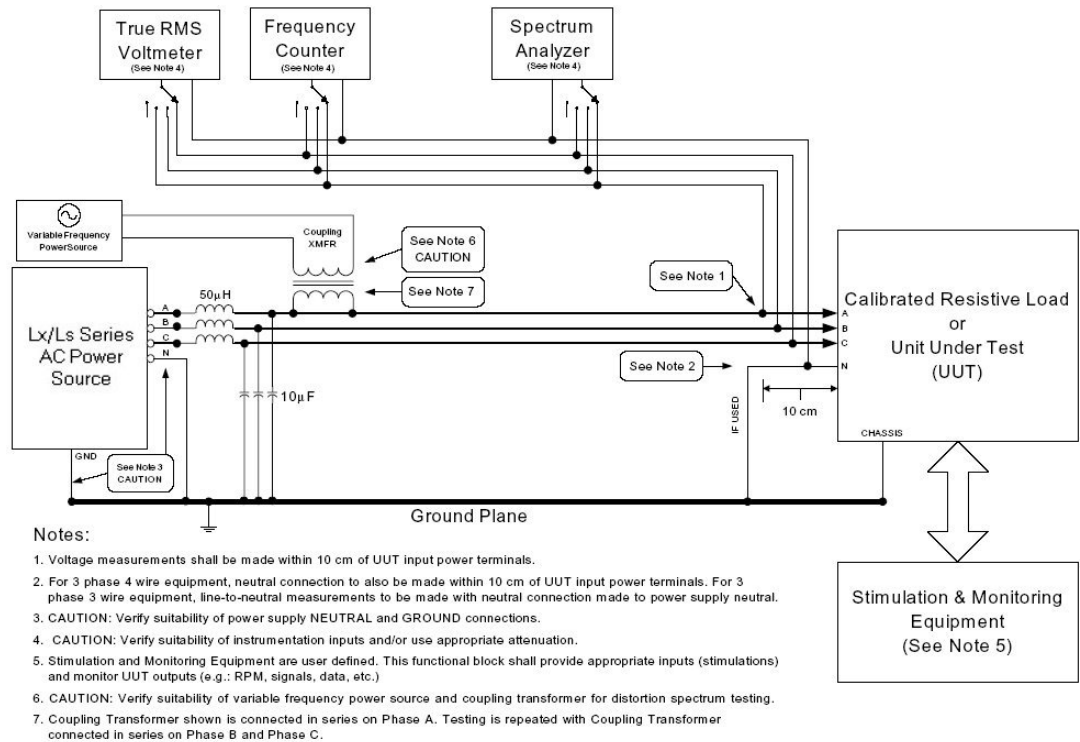 True RMS
Voltmeter
(See Note 4)
Frequency
Counter
(See Note 4)
Spectrum
Analyzer
(See Note 4)
Variable Frequency
PowerSource
Coupling
XMFR
See Note 6
CAUTION
See Note 7
See Note 1
See Note 2
Lx/Ls Series
AC Power
Source
A
B
C
N
50µH
10µF
GND
See Note 3
CAUTION
Calibrated Resistive Load
or
Unit Under Test
(UUT)
A
B
C
N
10 cm
IF USED
CHASSIS
Ground Plane
Stimulation & Monitoring
Equipment
(See Note 5)
Notes:
1. Voltage measurements shall be made within 10 cm of UUT input power terminals.
2. For 3 phase 4 wire equipment, neutral connection to also be made within 10 cm of UUT input power terminals. For 3
phase 3 wire equipment, line-to-neutral measurements to be made with neutral connection made to power supply neutral.
3. CAUTION: Verify suitability of power supply NEUTRAL and GROUND connections.
4. CAUTION: Verify suitability of instrumentation inputs and/or use appropriate attenuation.
5. Stimulation and Monitoring Equipment are user defined. This functional block shall provide appropriate inputs (stimulations)
and monitor UUT outputs (e.g.: RPM, signals, data, etc.)
6. CAUTION: Verify suitability of variable frequency power source and coupling transformer for distortion spectrum testing.
7. Coupling Transformer shown is connected in series on Phase A. Testing is repeated with Coupling Transformer
connected in series on Phase B and Phase C.